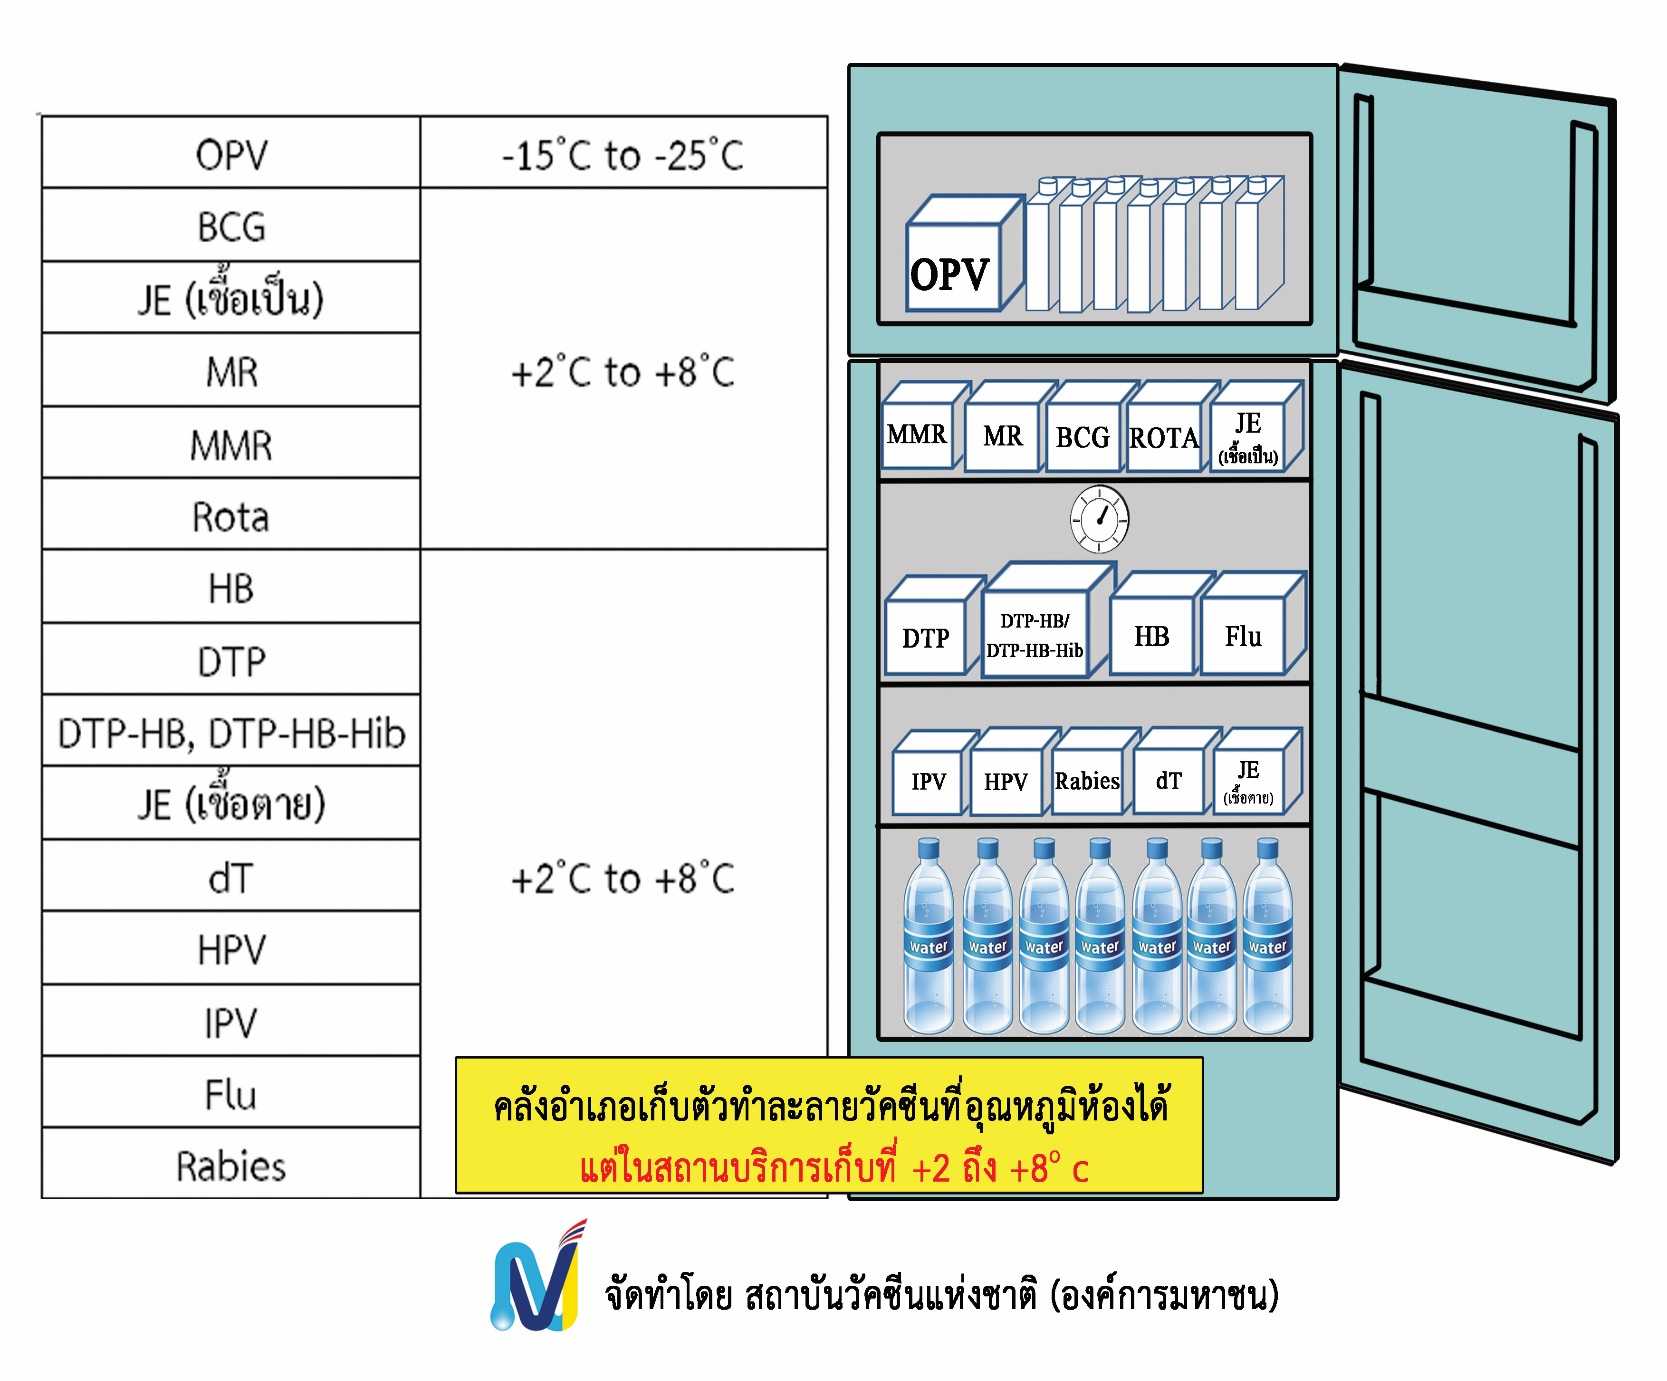 OPV -15°C to -25°C
BCG
JE (เชื้อเป็น)
MR +2°C to +8°C
MMR
Rota
HB
DTP
DTP-HB, DTP-HB-Hib
JE (เชื้อตาย)
dT +2°C to +8°C
HPV
IPV
Flu
Rabies
OPV
MMR MR BCG ROTA JE
(เชื้อเป็น)
DTP DTP-HB/ HB Flu
DTP-HB-Hib
IPV HPV Rabies dT JE
(เชื้อตาย)
water water water water water water water
คลังอำเภอเก็บตัวทำละลายวัคซีนที่อุณหภูมิห้องได้
แต่ในสถานบริการเก็บที่ +2 ถึง +8° c
จัดทำโดย สถาบันวัคซีนแห่งชาติ (องค์การมหาชน)